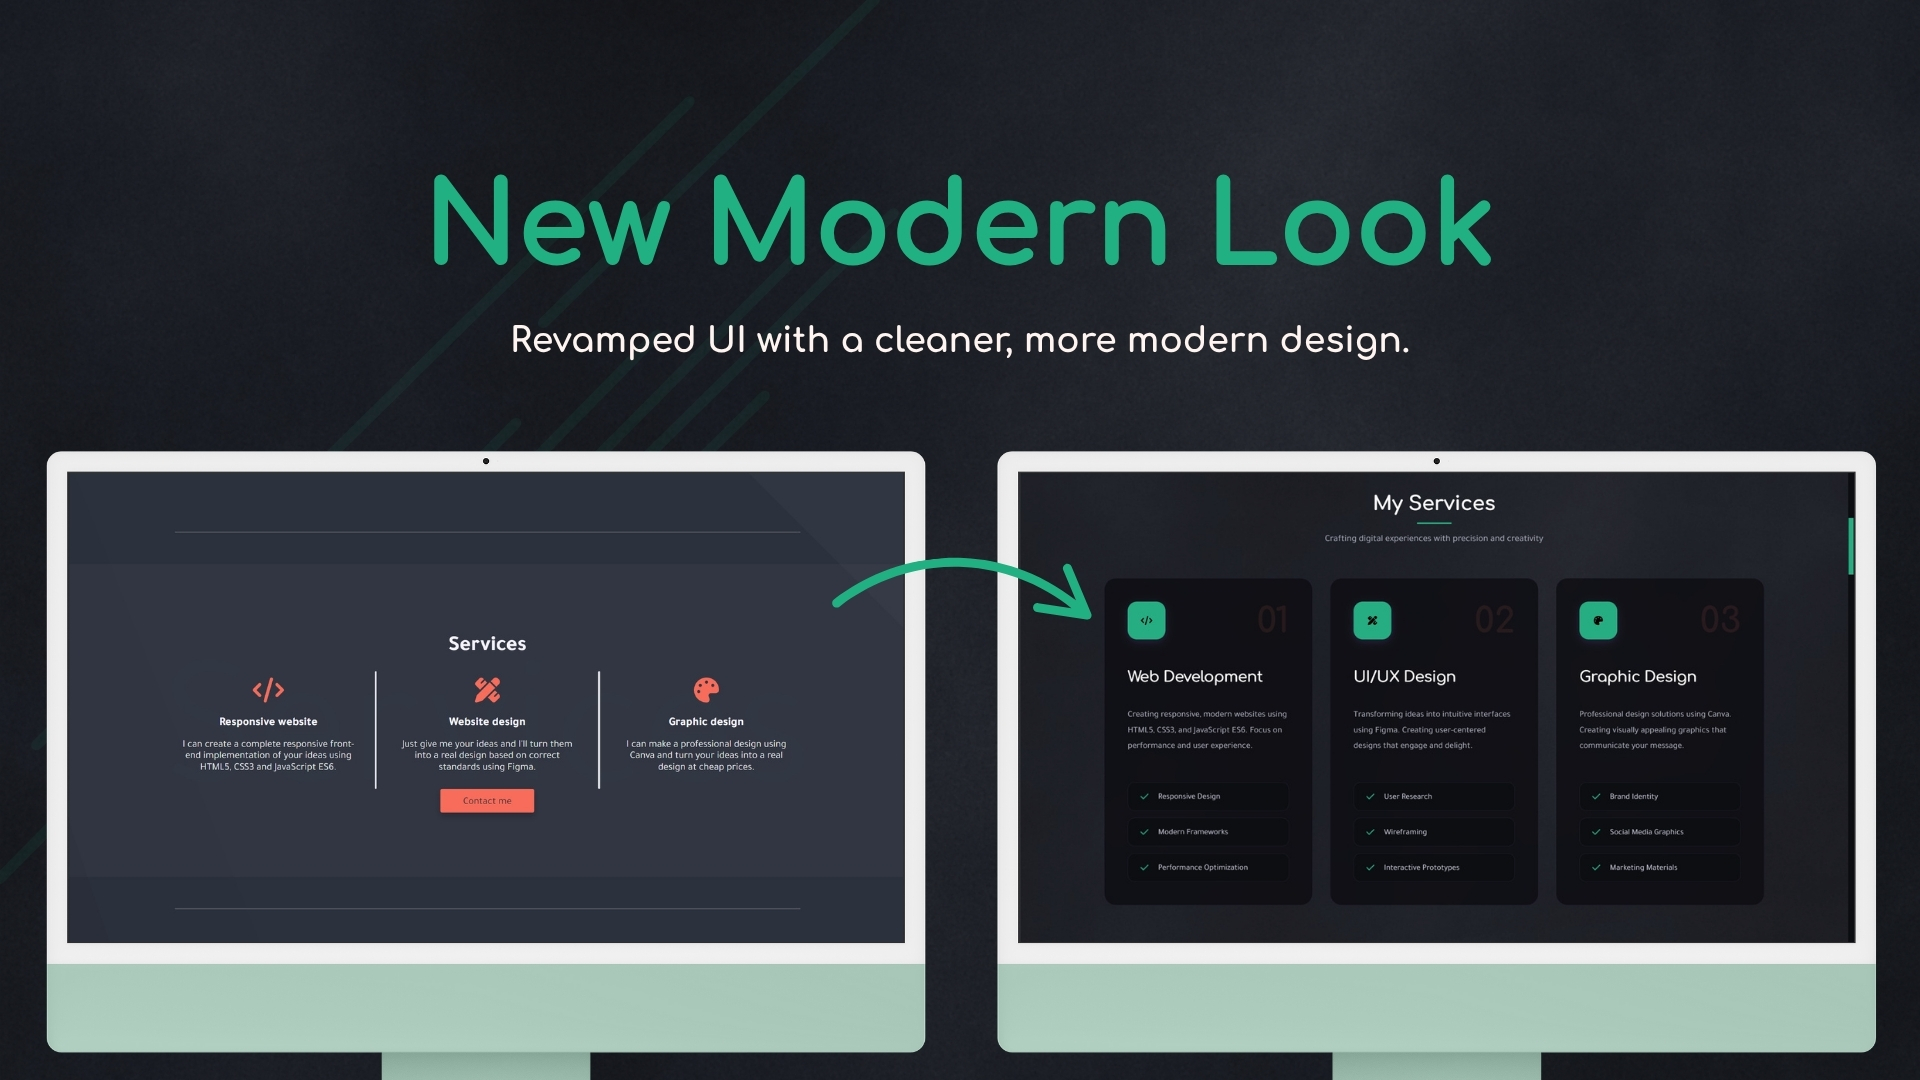 New Modern Look
Revamped UI with a cleaner, more modern design.
Services
Responsive website
I can create a complete responsive front-
end implementation of your ideas using
HTML5, CSS3 and JavaScript ES6.
Website design
Just give me your ideas and I'll turn them
into a real design based on correct
standards using Figma.
Graphic design
I can make a professional design using
Canva and turn your ideas into a real
design at cheap prices.
Contact me
My Services
Crafting digital experiences with precision and creativity
01
Web Development
Creating responsive, modern websites using
HTML5, CSS3, and JavaScript ES6. Focus on
performance and user experience.
Responsive Design
Modern Frameworks
Performance Optimization
02
UI/UX Design
Transforming ideas into intuitive interfaces
using Figma. Creating user-centered
designs that engage and delight.
User Research
Wireframing
Interactive Prototypes
03
Graphic Design
Professional design solutions using Canva.
Creating visually appealing graphics that
communicate your message.
Brand Identity
Social Media Graphics
Marketing Materials